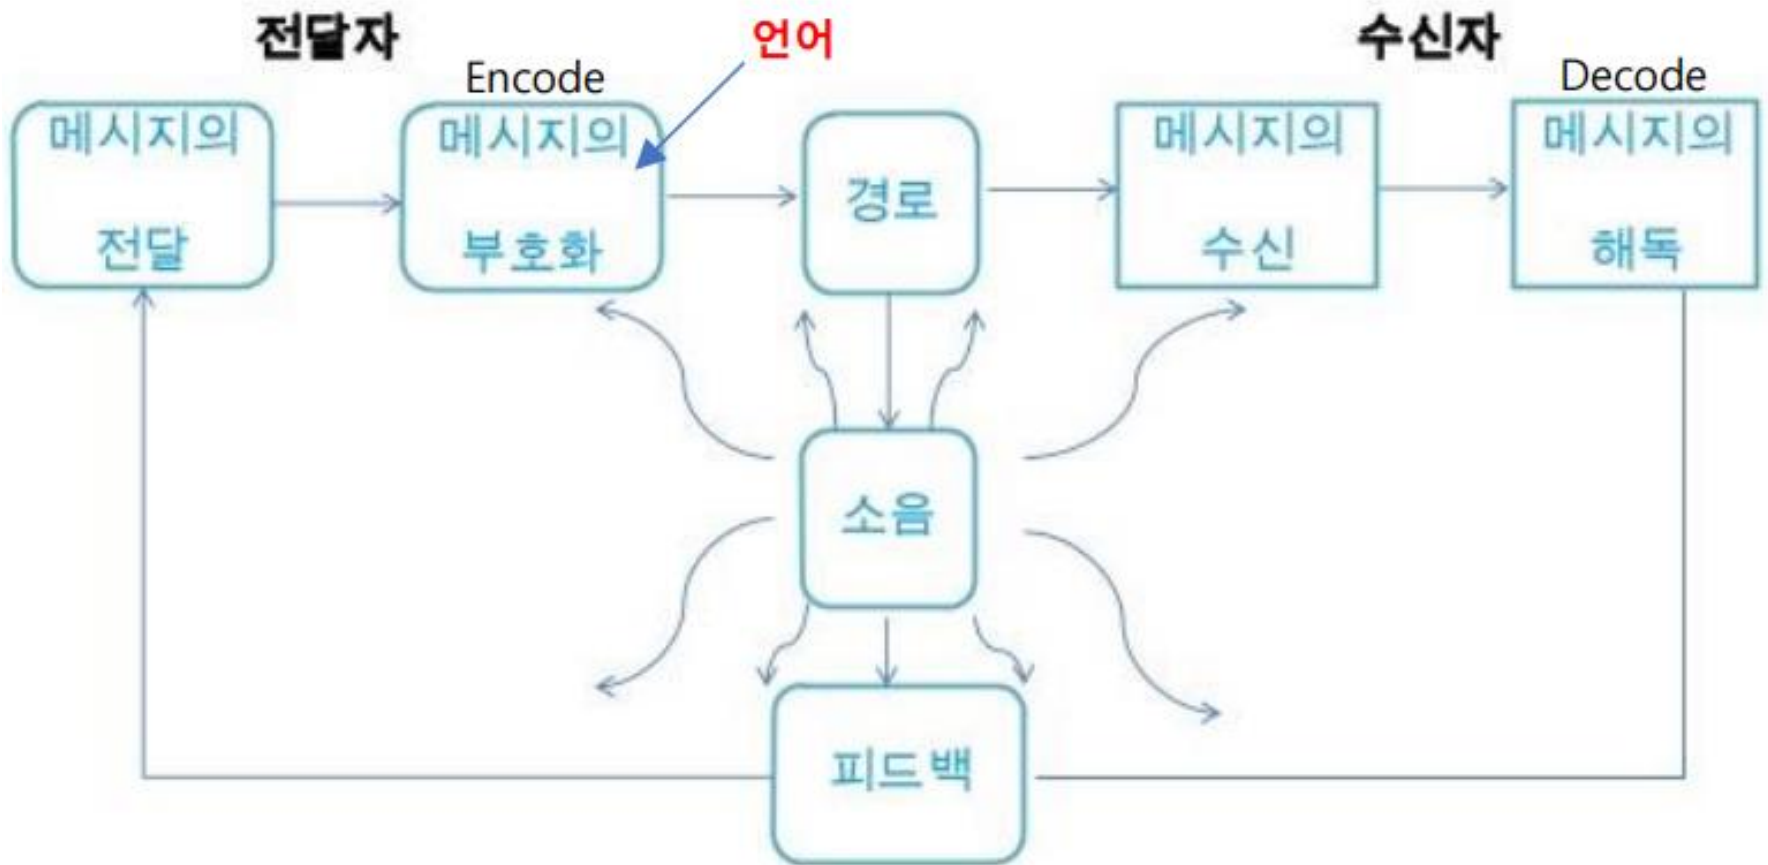 전달자
언어
수신자
Encode
Decode
메시지의
전달
메시지의
부호화
경로
메시지의
수신
메시지의
해독
소음
피드백